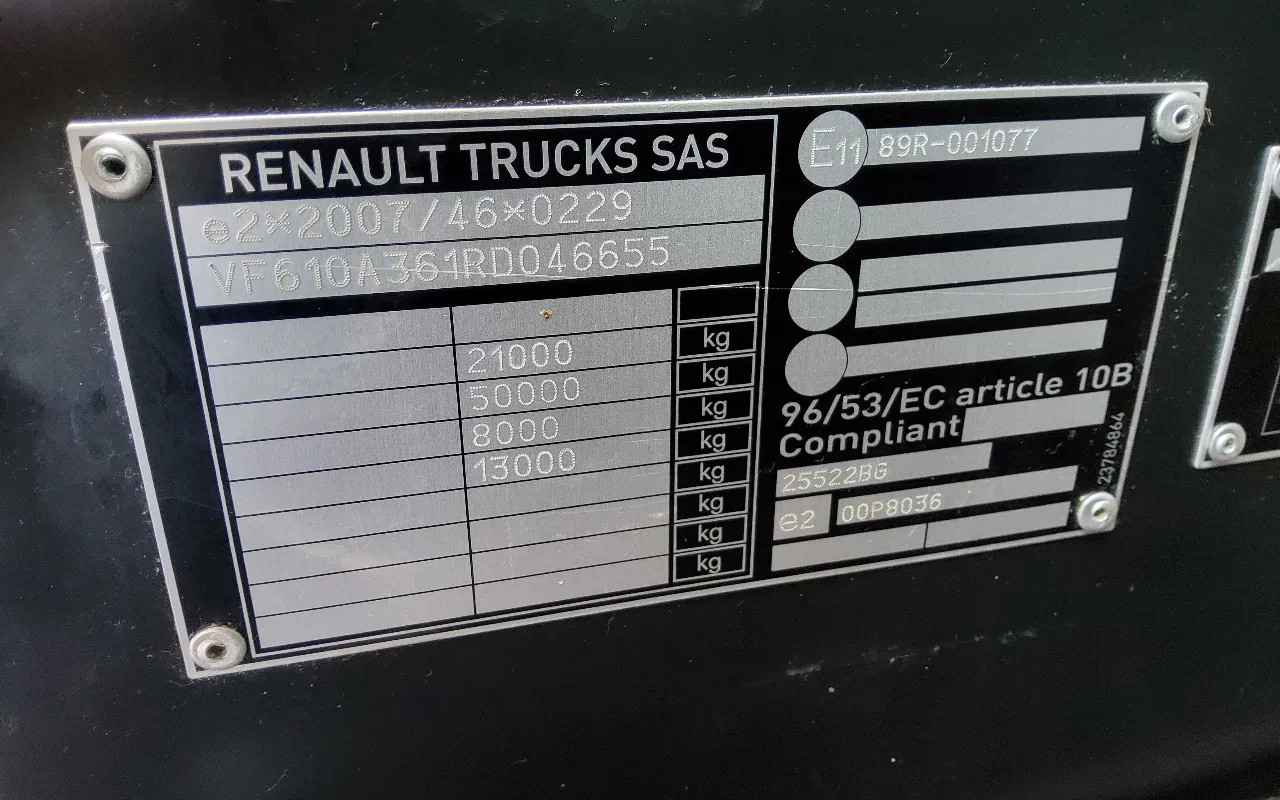 RENAULT TRUCKS SAS
e2*2007/46*0229
VF610A361RD046655
21000 kg
50000 kg
8000 kg
13000 kg
kg
kg
kg
kg
E11 89R-001077
96/53/EC article 10B
Compliant
25522BG
e2 00P8036
23784864